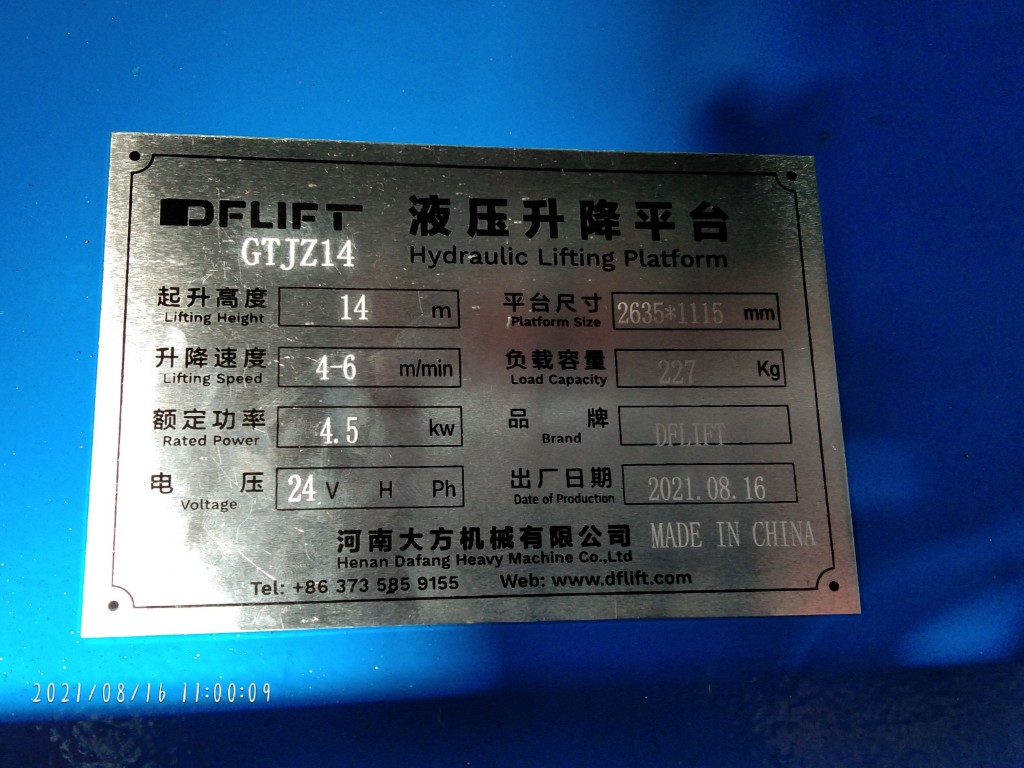 DFLIFT 液压升降平台
GTJZ14 Hydraulic Lifting Platform
起升高度 14 m 平台尺寸 2635*1115 mm
Lifting Height Platform Size
升降速度 4-6 m/min 负载容量 227 Kg
Lifting Speed Load Capacity
额定功率 4.5 kw 品牌 DFLIFT
Rated Power Brand
电压 24 V H Ph 出厂日期 2021.08.16
Voltage Date of Production
河南大方机械有限公司 MADE IN CHINA
Henan Dafang Heavy Machine Co.,Ltd
Tel: +86 373 585 9155 Web: www.dflift.com
2021/08/16 11:00:09